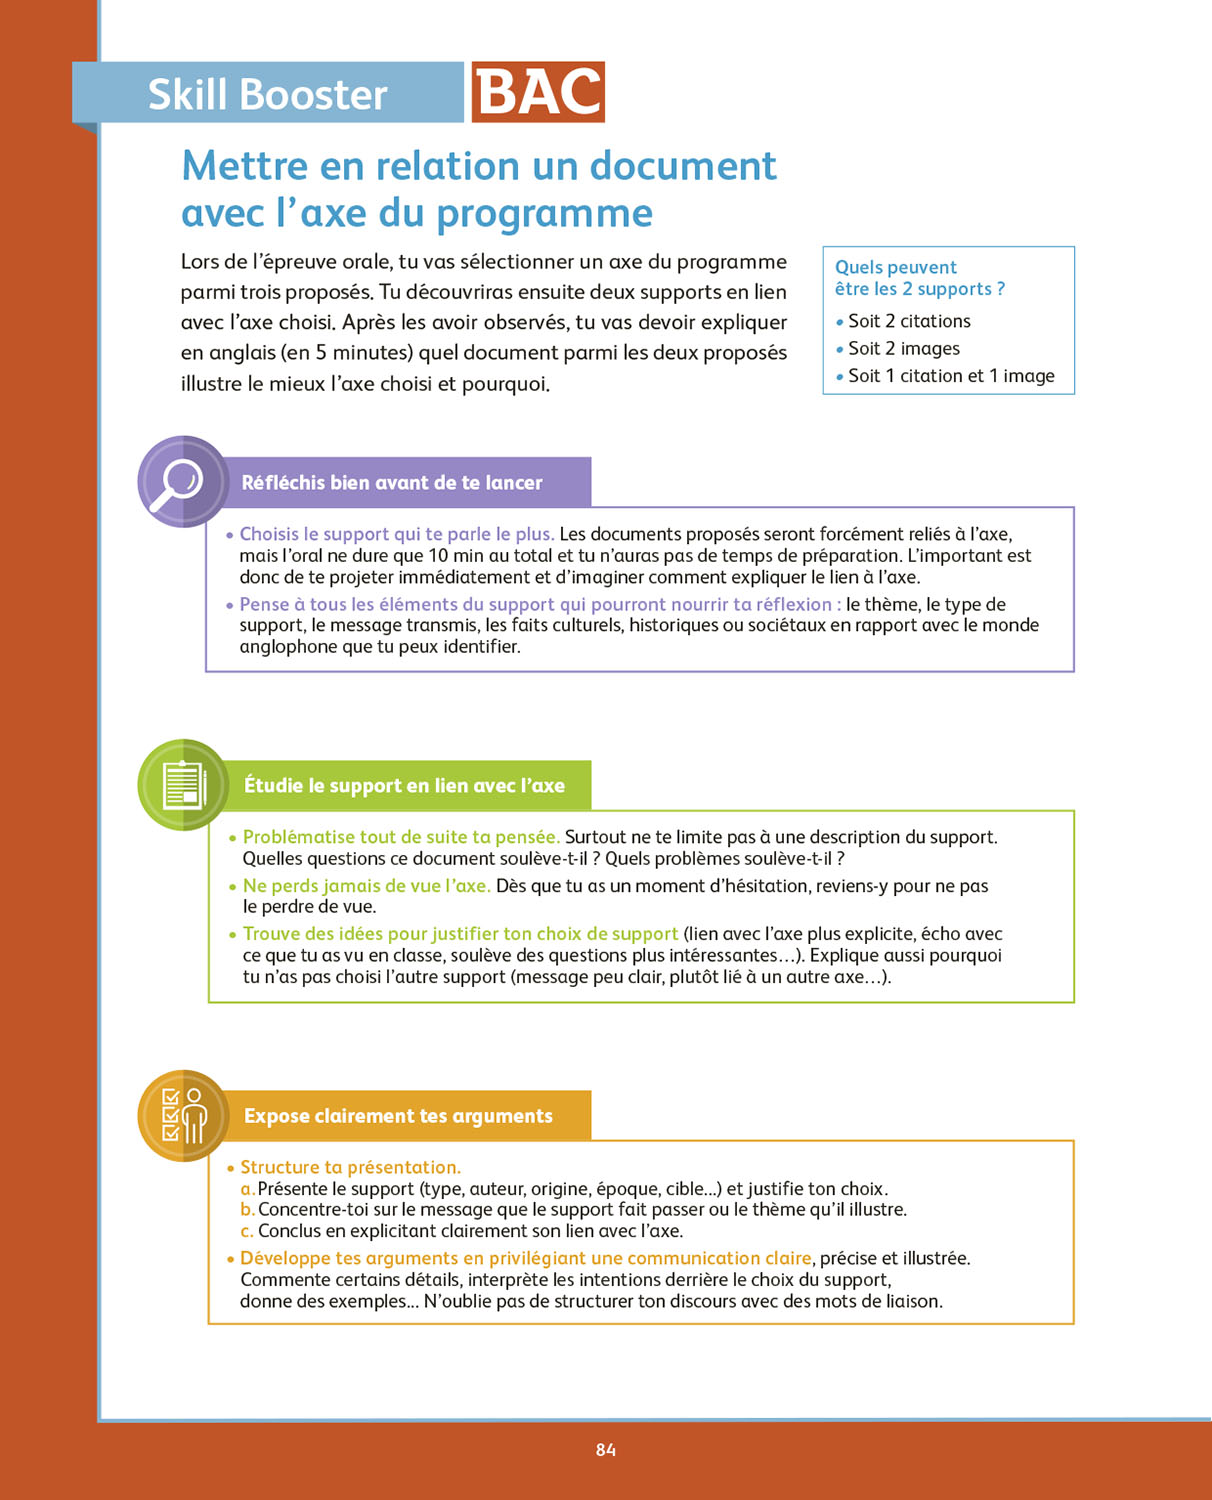 Skill Booster BAC
Mettre en relation un document
avec l'axe du programme
Lors de l'épreuve orale, tu vas sélectionner un axe du programme
parmi trois proposés. Tu découvriras ensuite deux supports en lien
avec l'axe choisi. Après les avoir observés, tu vas devoir expliquer
en anglais (en 5 minutes) quel document parmi les deux proposés
illustre le mieux l'axe choisi et pourquoi.
Quels peuvent
être les 2 supports ?
• Soit 2 citations
• Soit 2 images
• Soit 1 citation et 1 image
Réfléchis bien avant de te lancer
• Choisis le support qui te parle le plus. Les documents proposés seront forcément reliés à l'axe,
mais l'oral ne dure que 10 min au total et tu n'auras pas de temps de préparation. L'important est
donc de te projeter immédiatement et d'imaginer comment expliquer le lien à l'axe.
• Pense à tous les éléments du support qui pourront nourrir ta réflexion : le thème, le type de
support, le message transmis, les faits culturels, historiques ou sociétaux en rapport avec le monde
anglophone que tu peux identifier.
Étudie le support en lien avec l'axe
• Problématise tout de suite ta pensée. Surtout ne te limite pas à une description du support.
Quelles questions ce document soulève-t-il ? Quels problèmes soulève-t-il ?
• Ne perds jamais de vue l'axe. Dès que tu as un moment d'hésitation, reviens-y pour ne pas
le perdre de vue.
• Trouve des idées pour justifier ton choix de support (lien avec l'axe plus explicite, écho avec
ce que tu as vu en classe, soulève des questions plus intéressantes…). Explique aussi pourquoi
tu n'as pas choisi l'autre support (message peu clair, plutôt lié à un autre axe…).
Expose clairement tes arguments
• Structure ta présentation.
a. Présente le support (type, auteur, origine, époque, cible...) et justifie ton choix.
b. Concentre-toi sur le message que le support fait passer ou le thème qu'il illustre.
c. Conclus en explicitant clairement son lien avec l'axe.
• Développe tes arguments en privilégiant une communication claire, précise et illustrée.
Commente certains détails, interprète les intentions derrière le choix du support,
donne des exemples... N'oublie pas de structurer ton discours avec des mots de liaison.
84